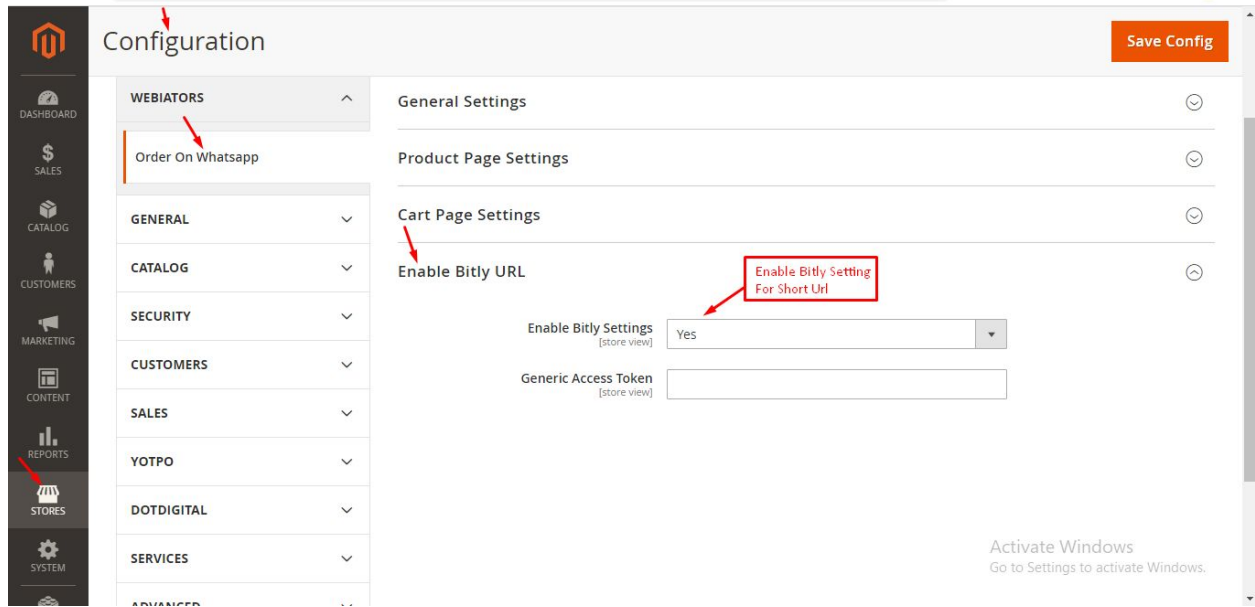 Configuration
Save Config
DASHBOARD
SALES
CATALOG
CUSTOMERS
MARKETING
CONTENT
REPORTS
STORES
SYSTEM
WEBIATORS
Order On Whatsapp
GENERAL
CATALOG
SECURITY
CUSTOMERS
SALES
YOTPO
DOTDIGITAL
SERVICES
ADVANCED
General Settings
Product Page Settings
Cart Page Settings
Enable Bitly URL
Enable Bitly Setting
For Short Url
Enable Bitly Settings
[store view]
Yes
Generic Access Token
[store view]
Activate Windows
Go to Settings to activate Windows.